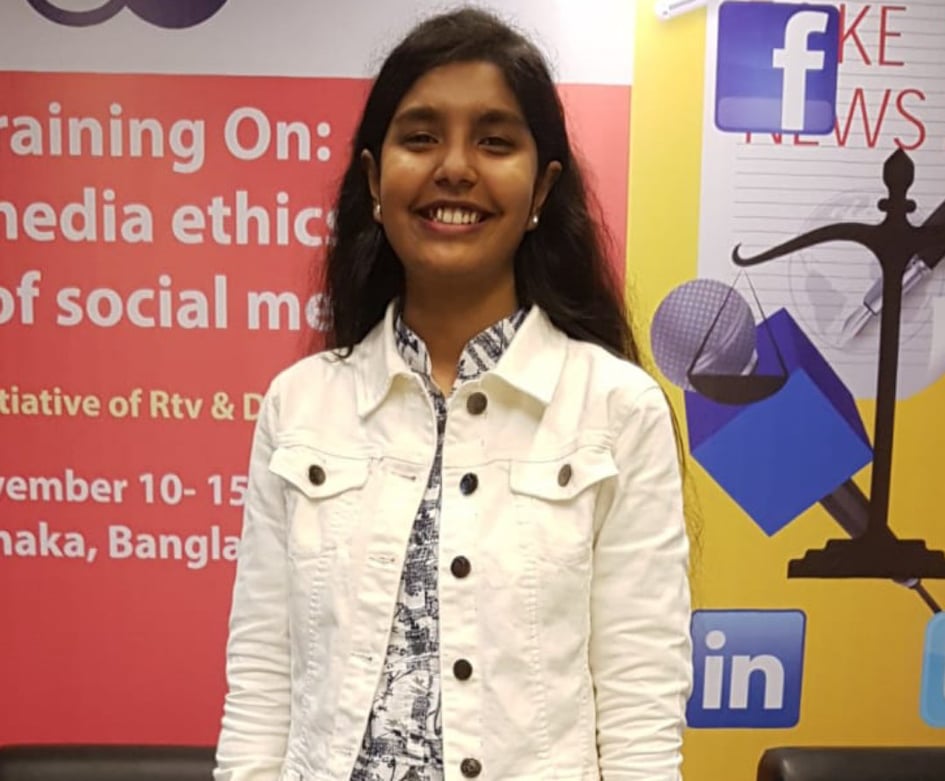 raining On:
media ethics
of social me
tiative of Rtv & D
vember 10- 15
haka, Bangla
f
KE
NEWS
in